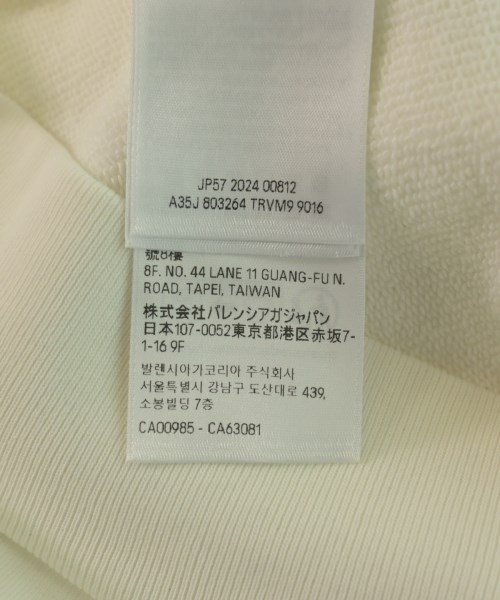 JP57 2024 00812
A35J 803264 TRVM9 9016
號8樓
8F. NO. 44 LANE 11 GUANG-FU N.
ROAD, TAPEI, TAIWAN
株式会社バレンシアガジャパン
日本107-0052東京都港区赤坂7-
1-16 9F
발렌시아가코리아 주식회사
서울특별시 강남구 도산대로 439,
소봉빌딩 7층
CA00985 - CA63081